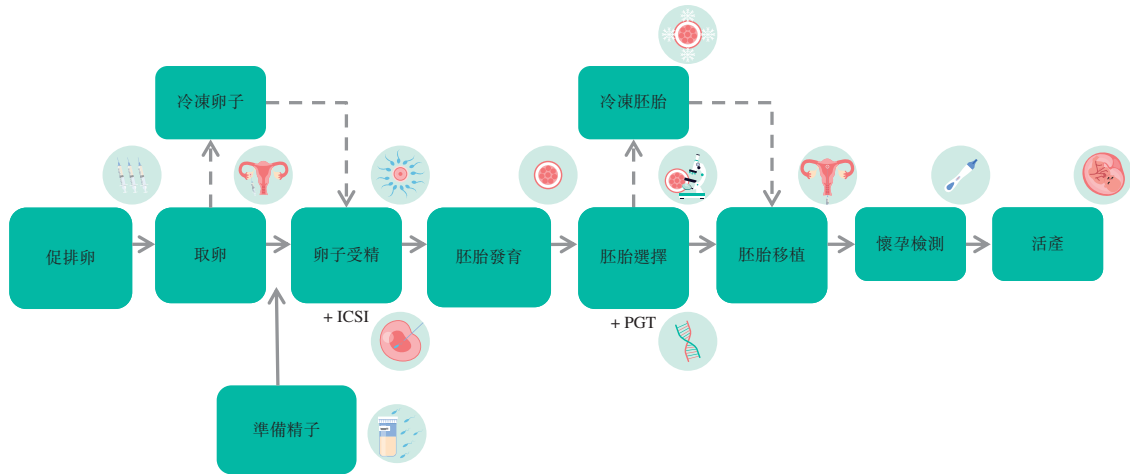 冷凍卵子
冷凍胚胎
促排卵
取卵
卵子受精
胚胎發育
胚胎選擇
胚胎移植
懷孕檢測
活產
+ ICSI
+ PGT
準備精子